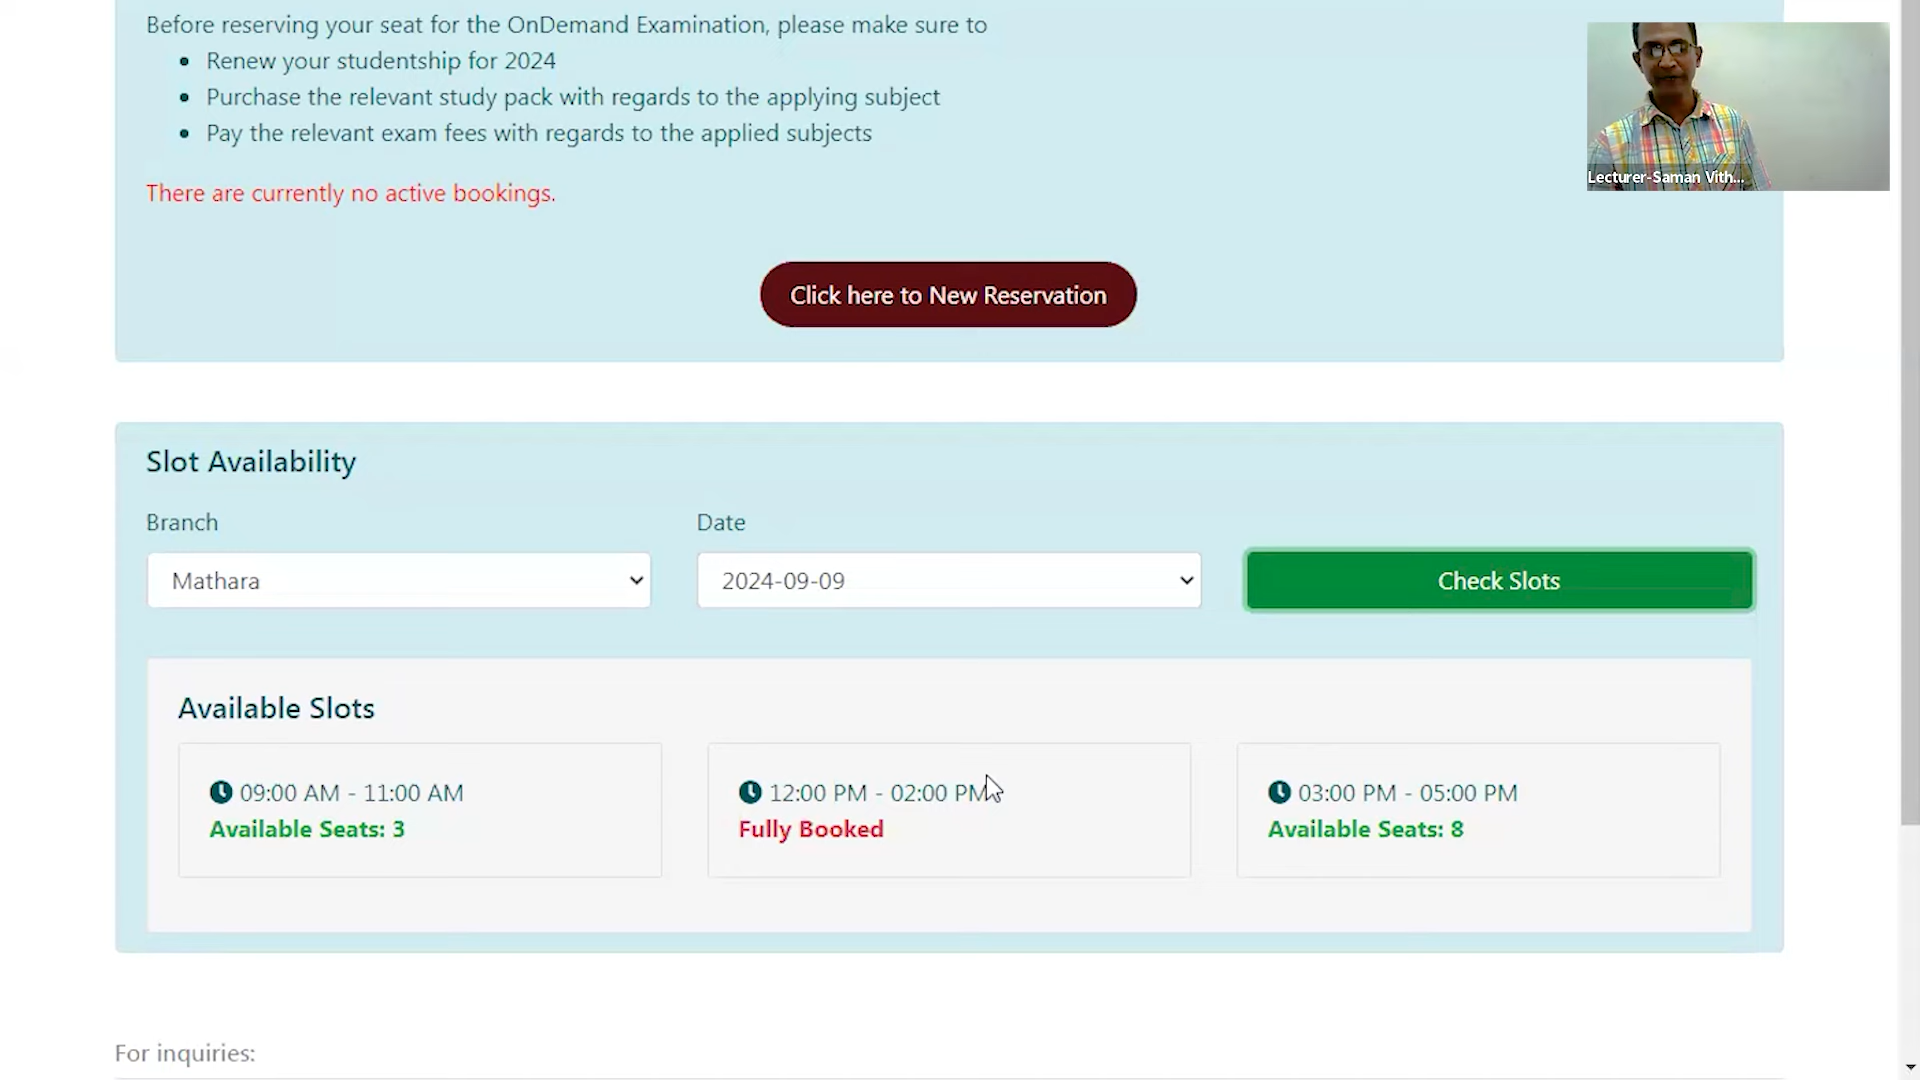 Before reserving your seat for the OnDemand Examination, please make sure to
Renew your studentship for 2024
Purchase the relevant study pack with regards to the applying subject
Pay the relevant exam fees with regards to the applied subjects
Lecturer-Saman Vith...
There are currently no active bookings.
Click here to New Reservation
Slot Availability
Branch
Date
Mathara
2024-09-09
Check Slots
Available Slots
09:00 AM - 11:00 AM
Available Seats: 3
12:00 PM - 02:00 PM
Fully Booked
03:00 PM - 05:00 PM
Available Seats: 8
For inquiries: